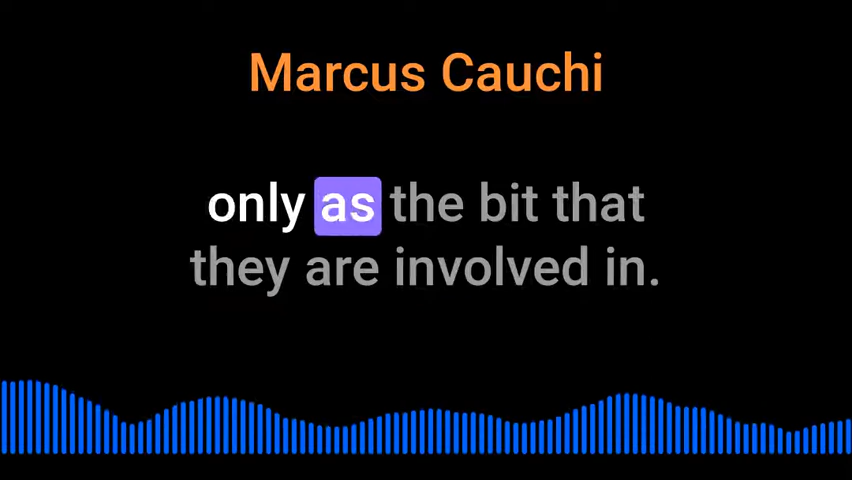 Marcus Cauchi
only as the bit that
they are involved in.